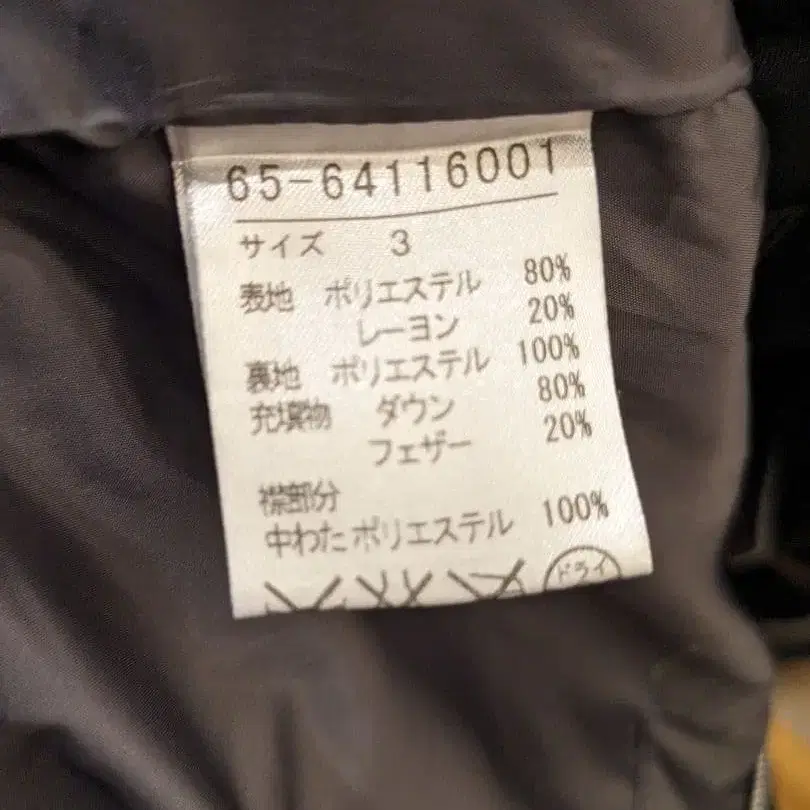 65-64116001
サイズ 3
表地 ポリエステル 80%
レーヨン 20%
裏地 ポリエステル 100%
充填物 ダウン 80%
フェザー 20%
襟部分
中わた ポリエステル 100%
ドライ